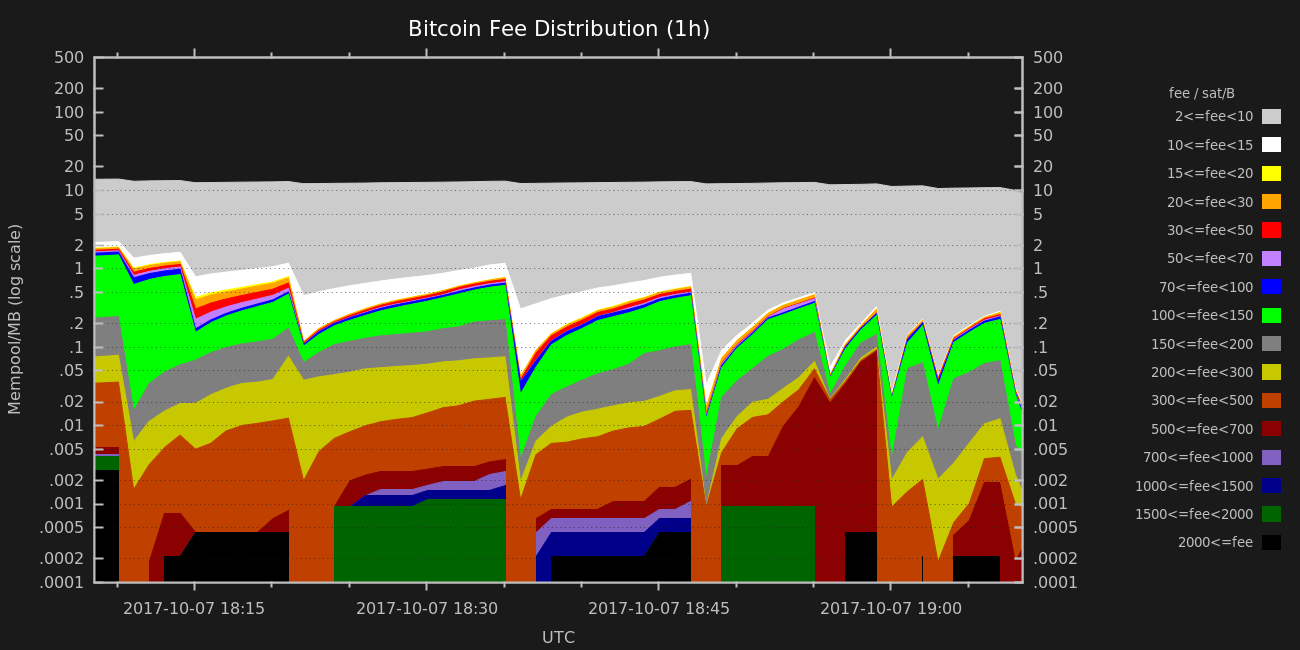 Bitcoin Fee Distribution (1h)
500
200
100
50
20
10
5
2
1
.5
.2
.1
.05
.02
.01
.005
.002
.001
.0005
.0002
.0001
Mempool/MB (log scale)
500
200
100
50
20
10
5
2
1
.5
.2
.1
.05
.02
.01
.005
.002
.001
.0005
.0002
.0001
2017-10-07 18:15
2017-10-07 18:30
2017-10-07 18:45
2017-10-07 19:00
UTC
fee / sat/B
2<=fee<10
10<=fee<15
15<=fee<20
20<=fee<30
30<=fee<50
50<=fee<70
70<=fee<100
100<=fee<150
150<=fee<200
200<=fee<300
300<=fee<500
500<=fee<700
700<=fee<1000
1000<=fee<1500
1500<=fee<2000
2000<=fee